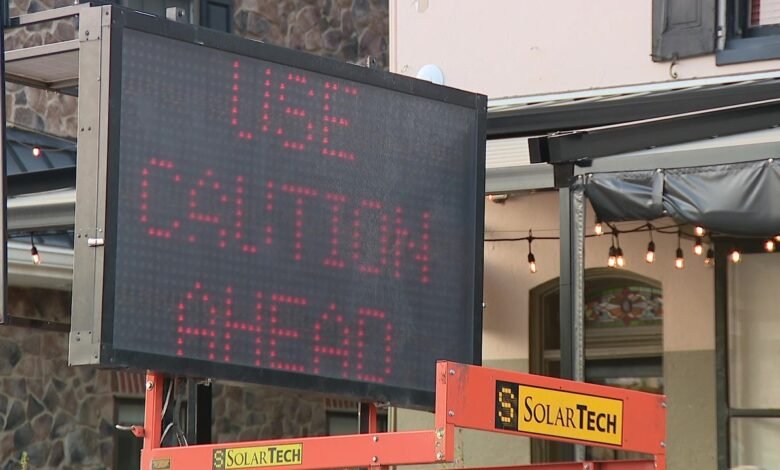 USE
CAUTION
AHEAD
S SOLARTECH
S SOLARTECH